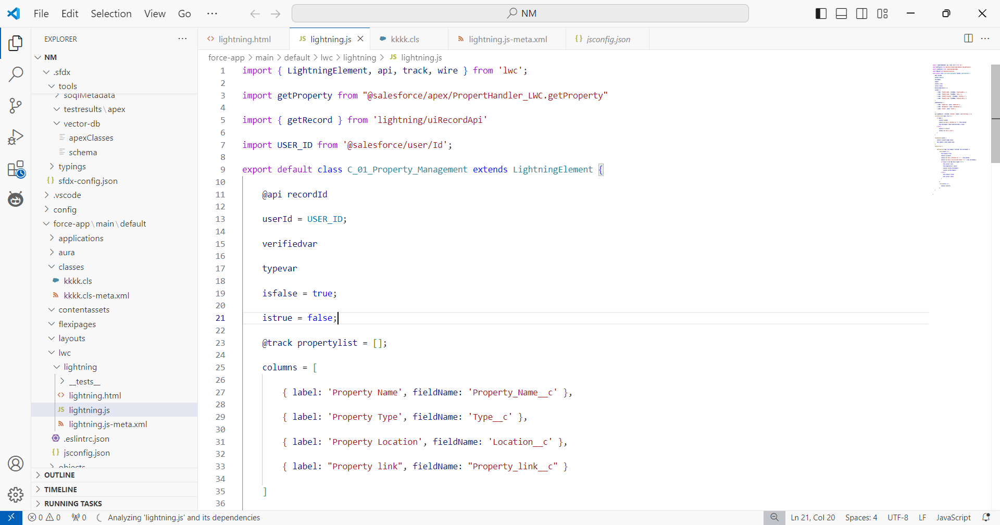 File Edit Selection View Go ··· NM
EXPLORER ···
NM
.sfdx
tools
soqlMetadata
testresults \ apex
vector-db
apexClasses
schema
typings
sfdx-config.json
.vscode
config
force-app \ main \ default
applications
aura
classes
kkkk.cls
kkkk.cls-meta.xml
contentassets
flexipages
layouts
lwc
lightning
__tests__
lightning.html
lightning.js
lightning.js-meta.xml
.eslintrc.json
jsconfig.json
objects
OUTLINE
TIMELINE
RUNNING TASKS
lightning.html JS lightning.js kkkk.cls lightning.js-meta.xml {} jsconfig.json ···
force-app > main > default > lwc > lightning > JS lightning.js
1 import { LightningElement, api, track, wire } from 'lwc';
2
3 import getProperty from "@salesforce/apex/PropertHandler_LWC.getProperty"
4
5 import { getRecord } from 'lightning/uiRecordApi'
6
7 import USER_ID from '@salesforce/user/Id';
8
9 export default class C_01_Property_Management extends LightningElement {
10
11 @api recordId
12
13 userId = USER_ID;
14
15 verifiedvar
16
17 typevar
18
19 isfalse = true;
20
21 istrue = false;
22
23 @track propertylist = [];
24
25 columns = [
26
27 { label: 'Property Name', fieldName: 'Property_Name__c' },
28
29 { label: 'Property Type', fieldName: 'Type__c' },
30
31 { label: 'Property Location', fieldName: 'Location__c' },
32
33 { label: "Property link", fieldName: "Property_link__c" }
34
35 ]
36
0 0 0 Analyzing 'lightning.js' and its dependencies Ln 21, Col 20 Spaces: 4 UTF-8 LF JavaScript